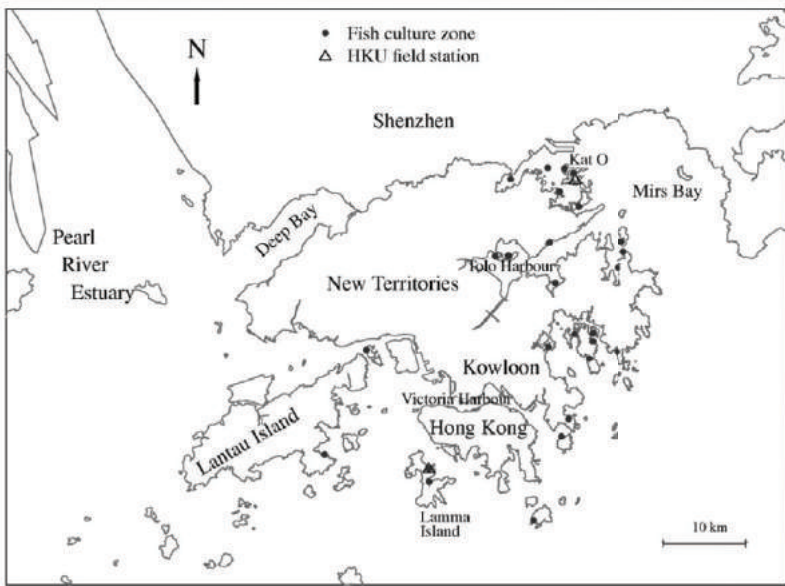 Fish culture zone
HKU field station
N
Shenzhen
Kat O
Mirs Bay
Deep Bay
Pearl
River
Estuary
Tolo Harbour
New Territories
Kowloon
Victoria Harbour
Hong Kong
Lantau Island
Lamma
Island
10 km